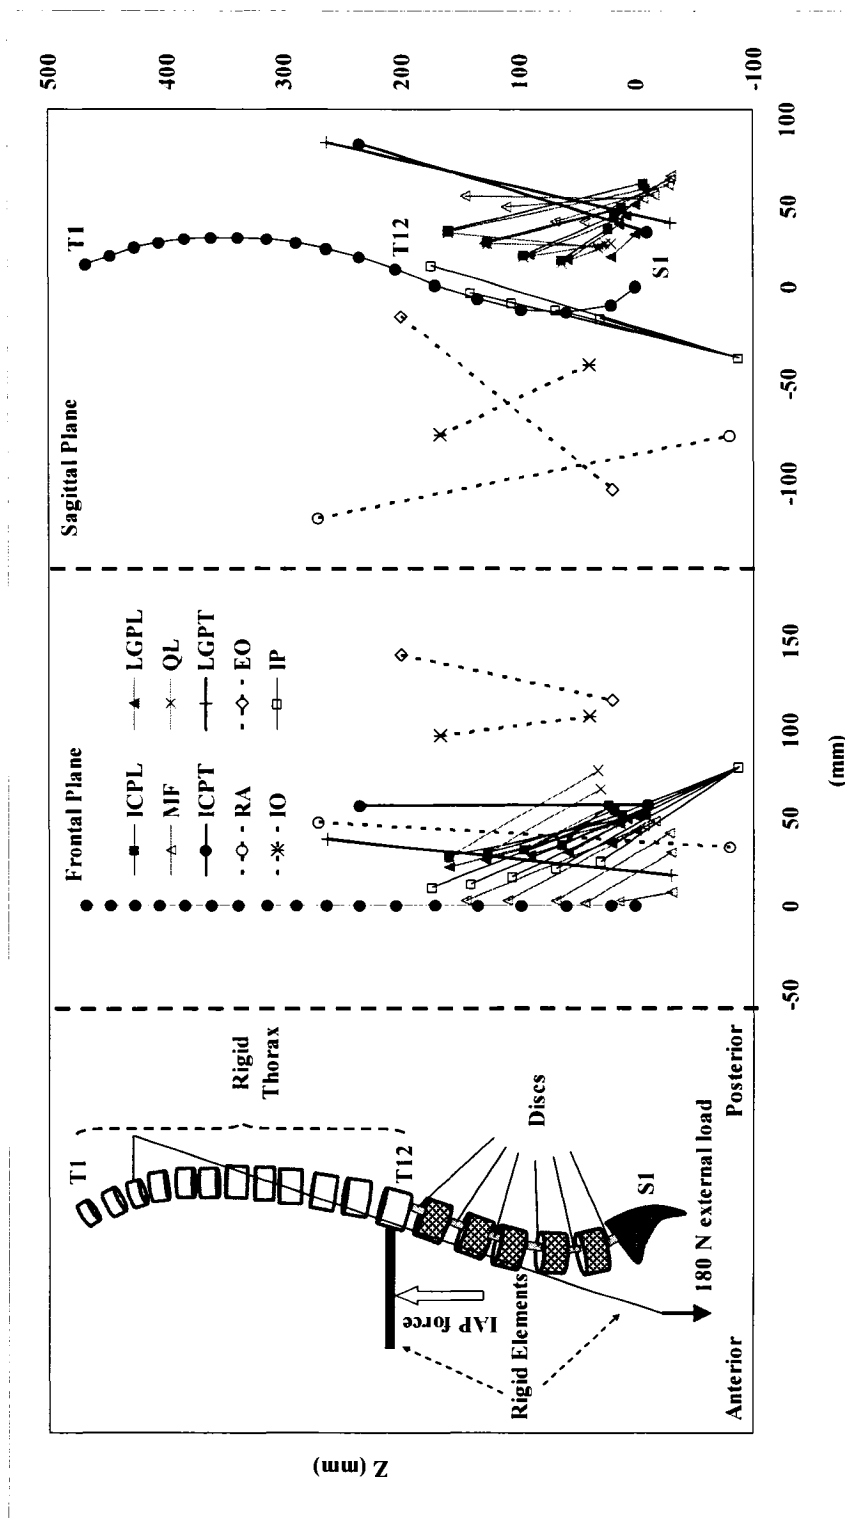 500
400
300
200
100
0
-100
Sagittal Plane
T1
T12
S1
100
50
0
-50
-100
Frontal Plane
ICPL
LGPL
MF
QL
ICPT
LGPT
RA
EO
IO
IP
150
100
50
0
-50
(mm)
T1
Rigid
Thorax
T12
Discs
S1
IAP force
Rigid Elements
180 N external load
Anterior
Posterior
Z (mm)